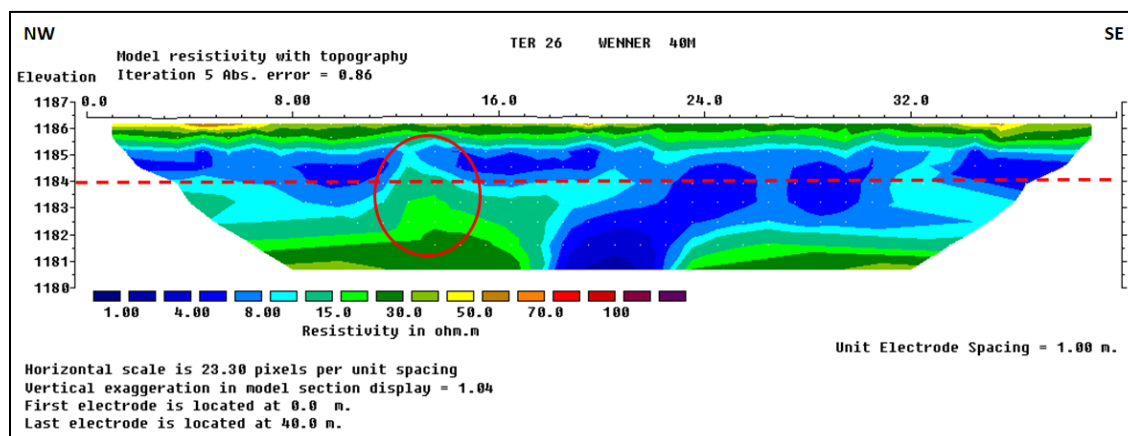 NW
SE
TER 26 WENNER 40M
Model resistivity with topography
Iteration 5 Abs. error = 0.86
Elevation
1187 0.0 8.00 16.0 24.0 32.0
1186
1185
1184
1183
1182
1181
1180
1.00 4.00 8.00 15.0 30.0 50.0 70.0 100
Resistivity in ohm.m
Unit Electrode Spacing = 1.00 m.
Horizontal scale is 23.30 pixels per unit spacing
Vertical exaggeration in model section display = 1.04
First electrode is located at 0.0 m.
Last electrode is located at 40.0 m.